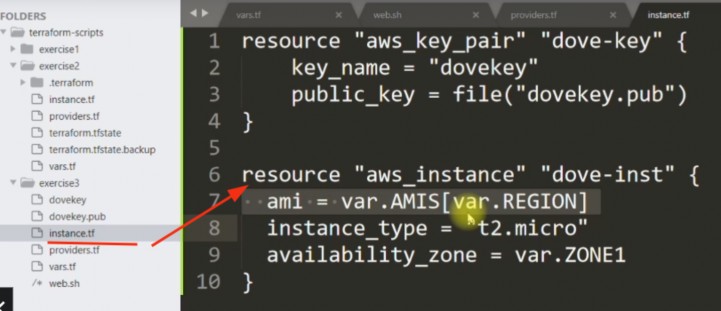 FOLDERS
terraform-scripts
exercise1
exercise2
.terraform
instance.tf
providers.tf
terraform.tfstate
terraform.tfstate.backup
vars.tf
exercise3
dovekey
dovekey.pub
instance.tf
providers.tf
vars.tf
/* web.sh
vars.tf × web.sh × providers.tf × instance.tf
1 resource "aws_key_pair" "dove-key" {
2 key_name = "dovekey"
3 public_key = file("dovekey.pub")
4 }
5
6 resource "aws_instance" "dove-inst" {
7 ami = var.AMIS[var.REGION]
8 instance_type = "t2.micro"
9 availability_zone = var.ZONE1
10 }